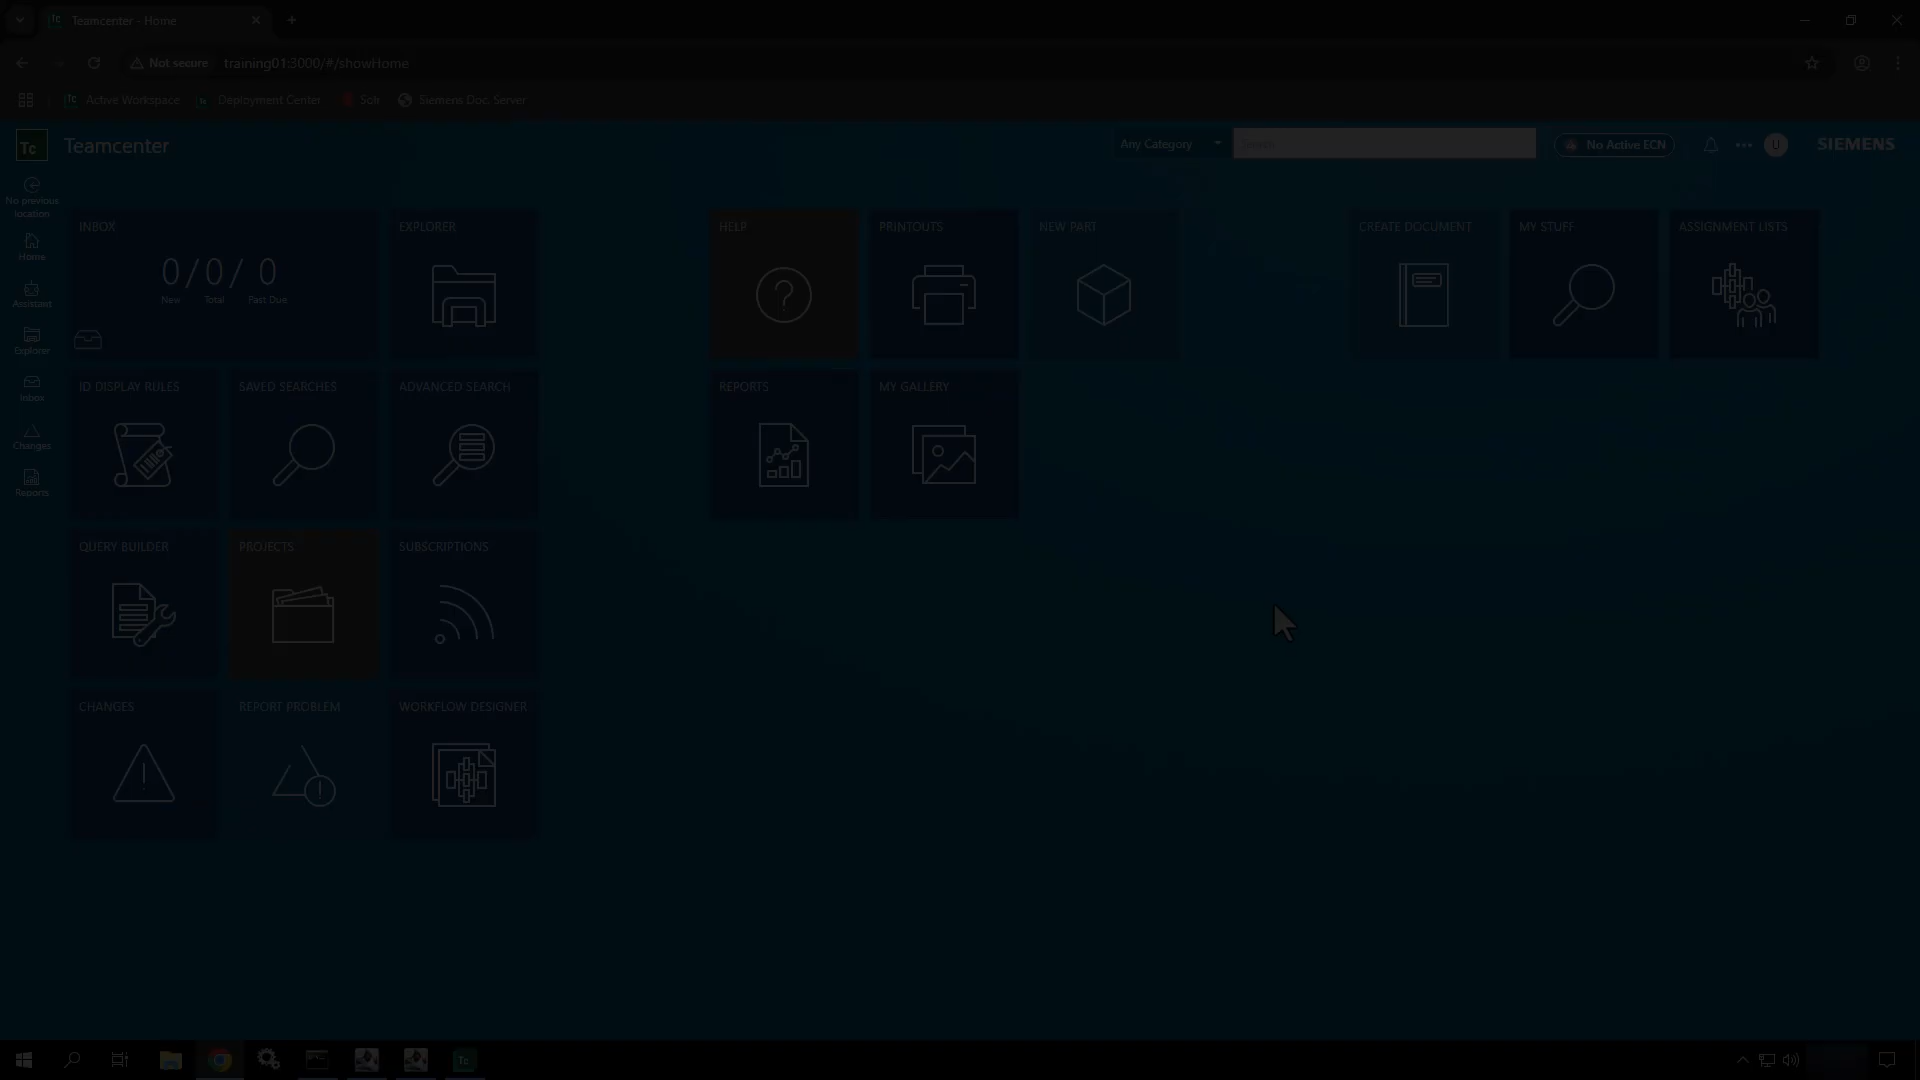 Teamcenter - Home
Not secure training01:3000/#/showHome
Active Workspace Deployment Center Solr Siemens Doc. Server
Tc Teamcenter Any Category Search No Active ECN U SIEMENS
No previous
location
Home
Assistant
Explorer
Inbox
Changes
Reports
INBOX
0 / 0 / 0
New Total Past Due
EXPLORER
HELP
PRINTOUTS
NEW PART
CREATE DOCUMENT
MY STUFF
ASSIGNMENT LISTS
ID DISPLAY RULES
SAVED SEARCHES
ADVANCED SEARCH
REPORTS
MY GALLERY
QUERY BUILDER
PROJECTS
SUBSCRIPTIONS
CHANGES
REPORT PROBLEM
WORKFLOW DESIGNER
Tc